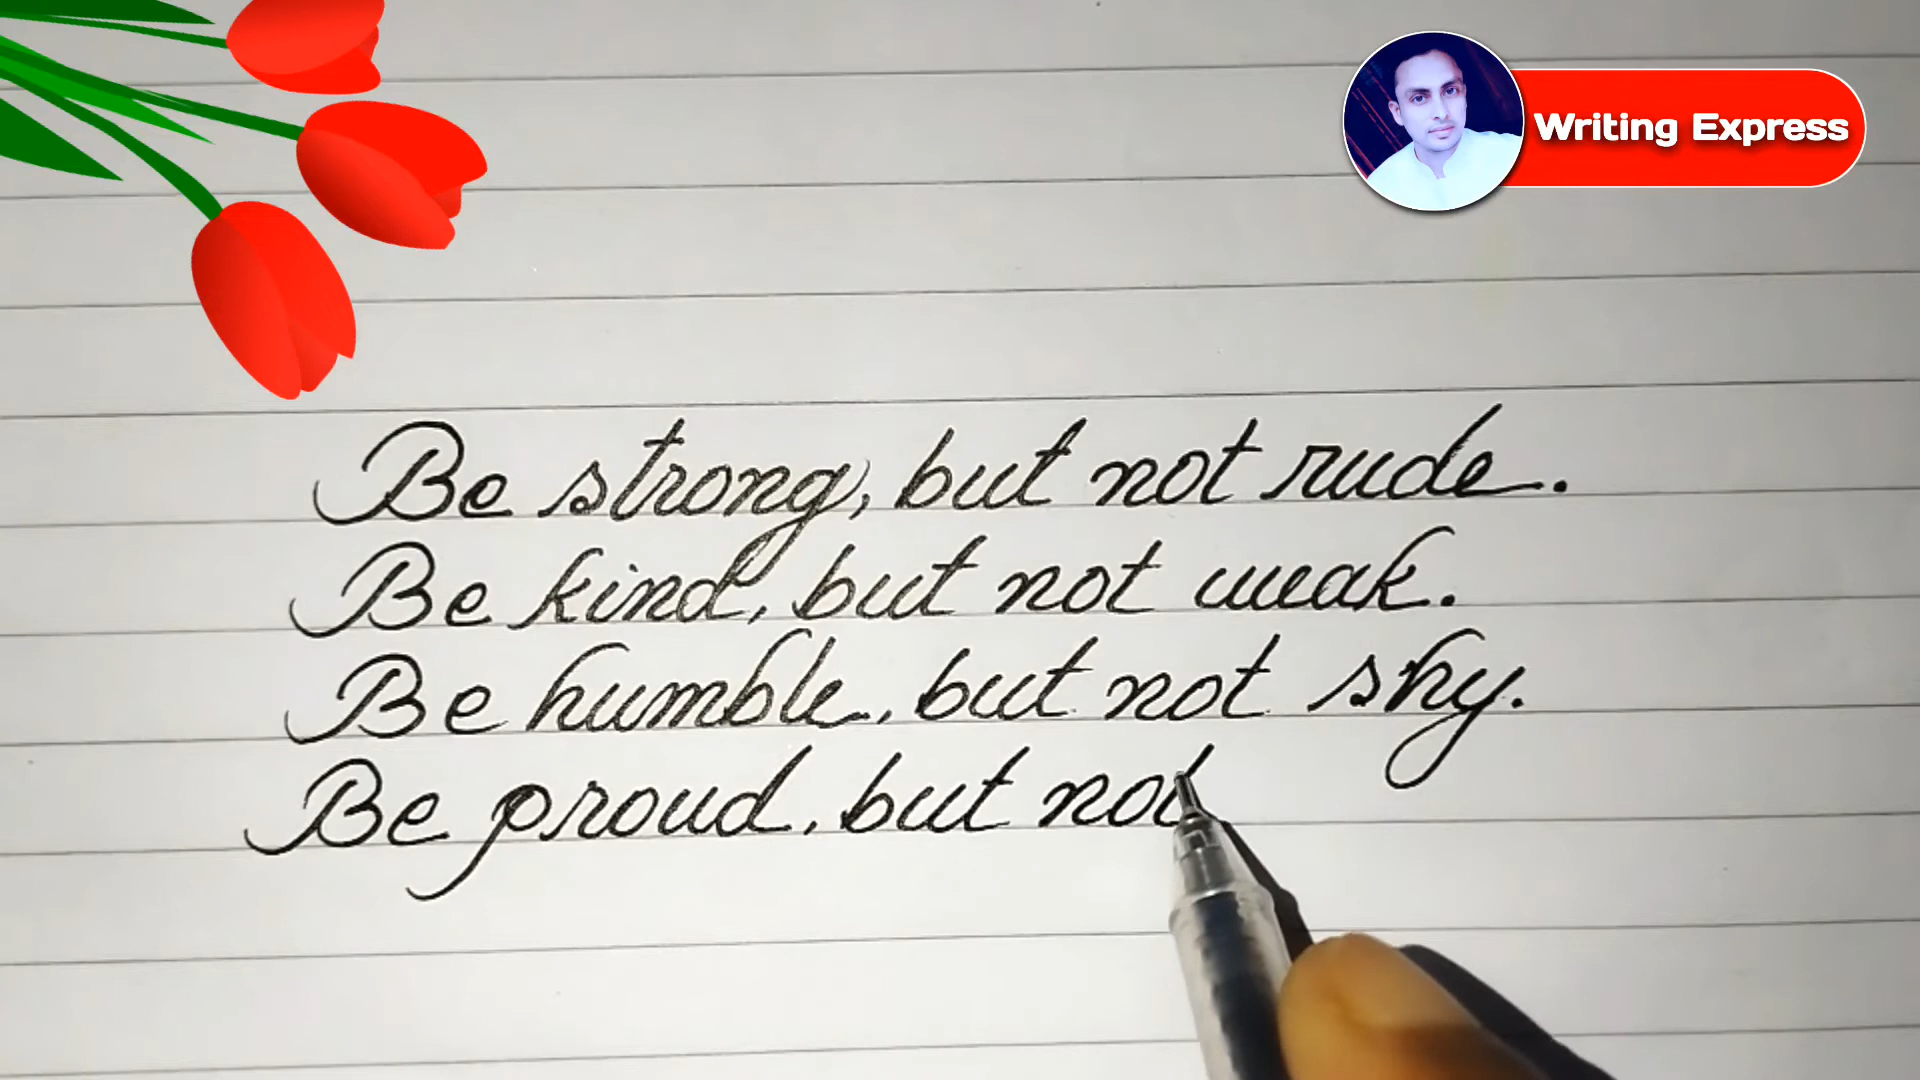 Writing Express
Be strong, but not rude.
Be kind, but not weak.
Be humble, but not shy.
Be proud, but not